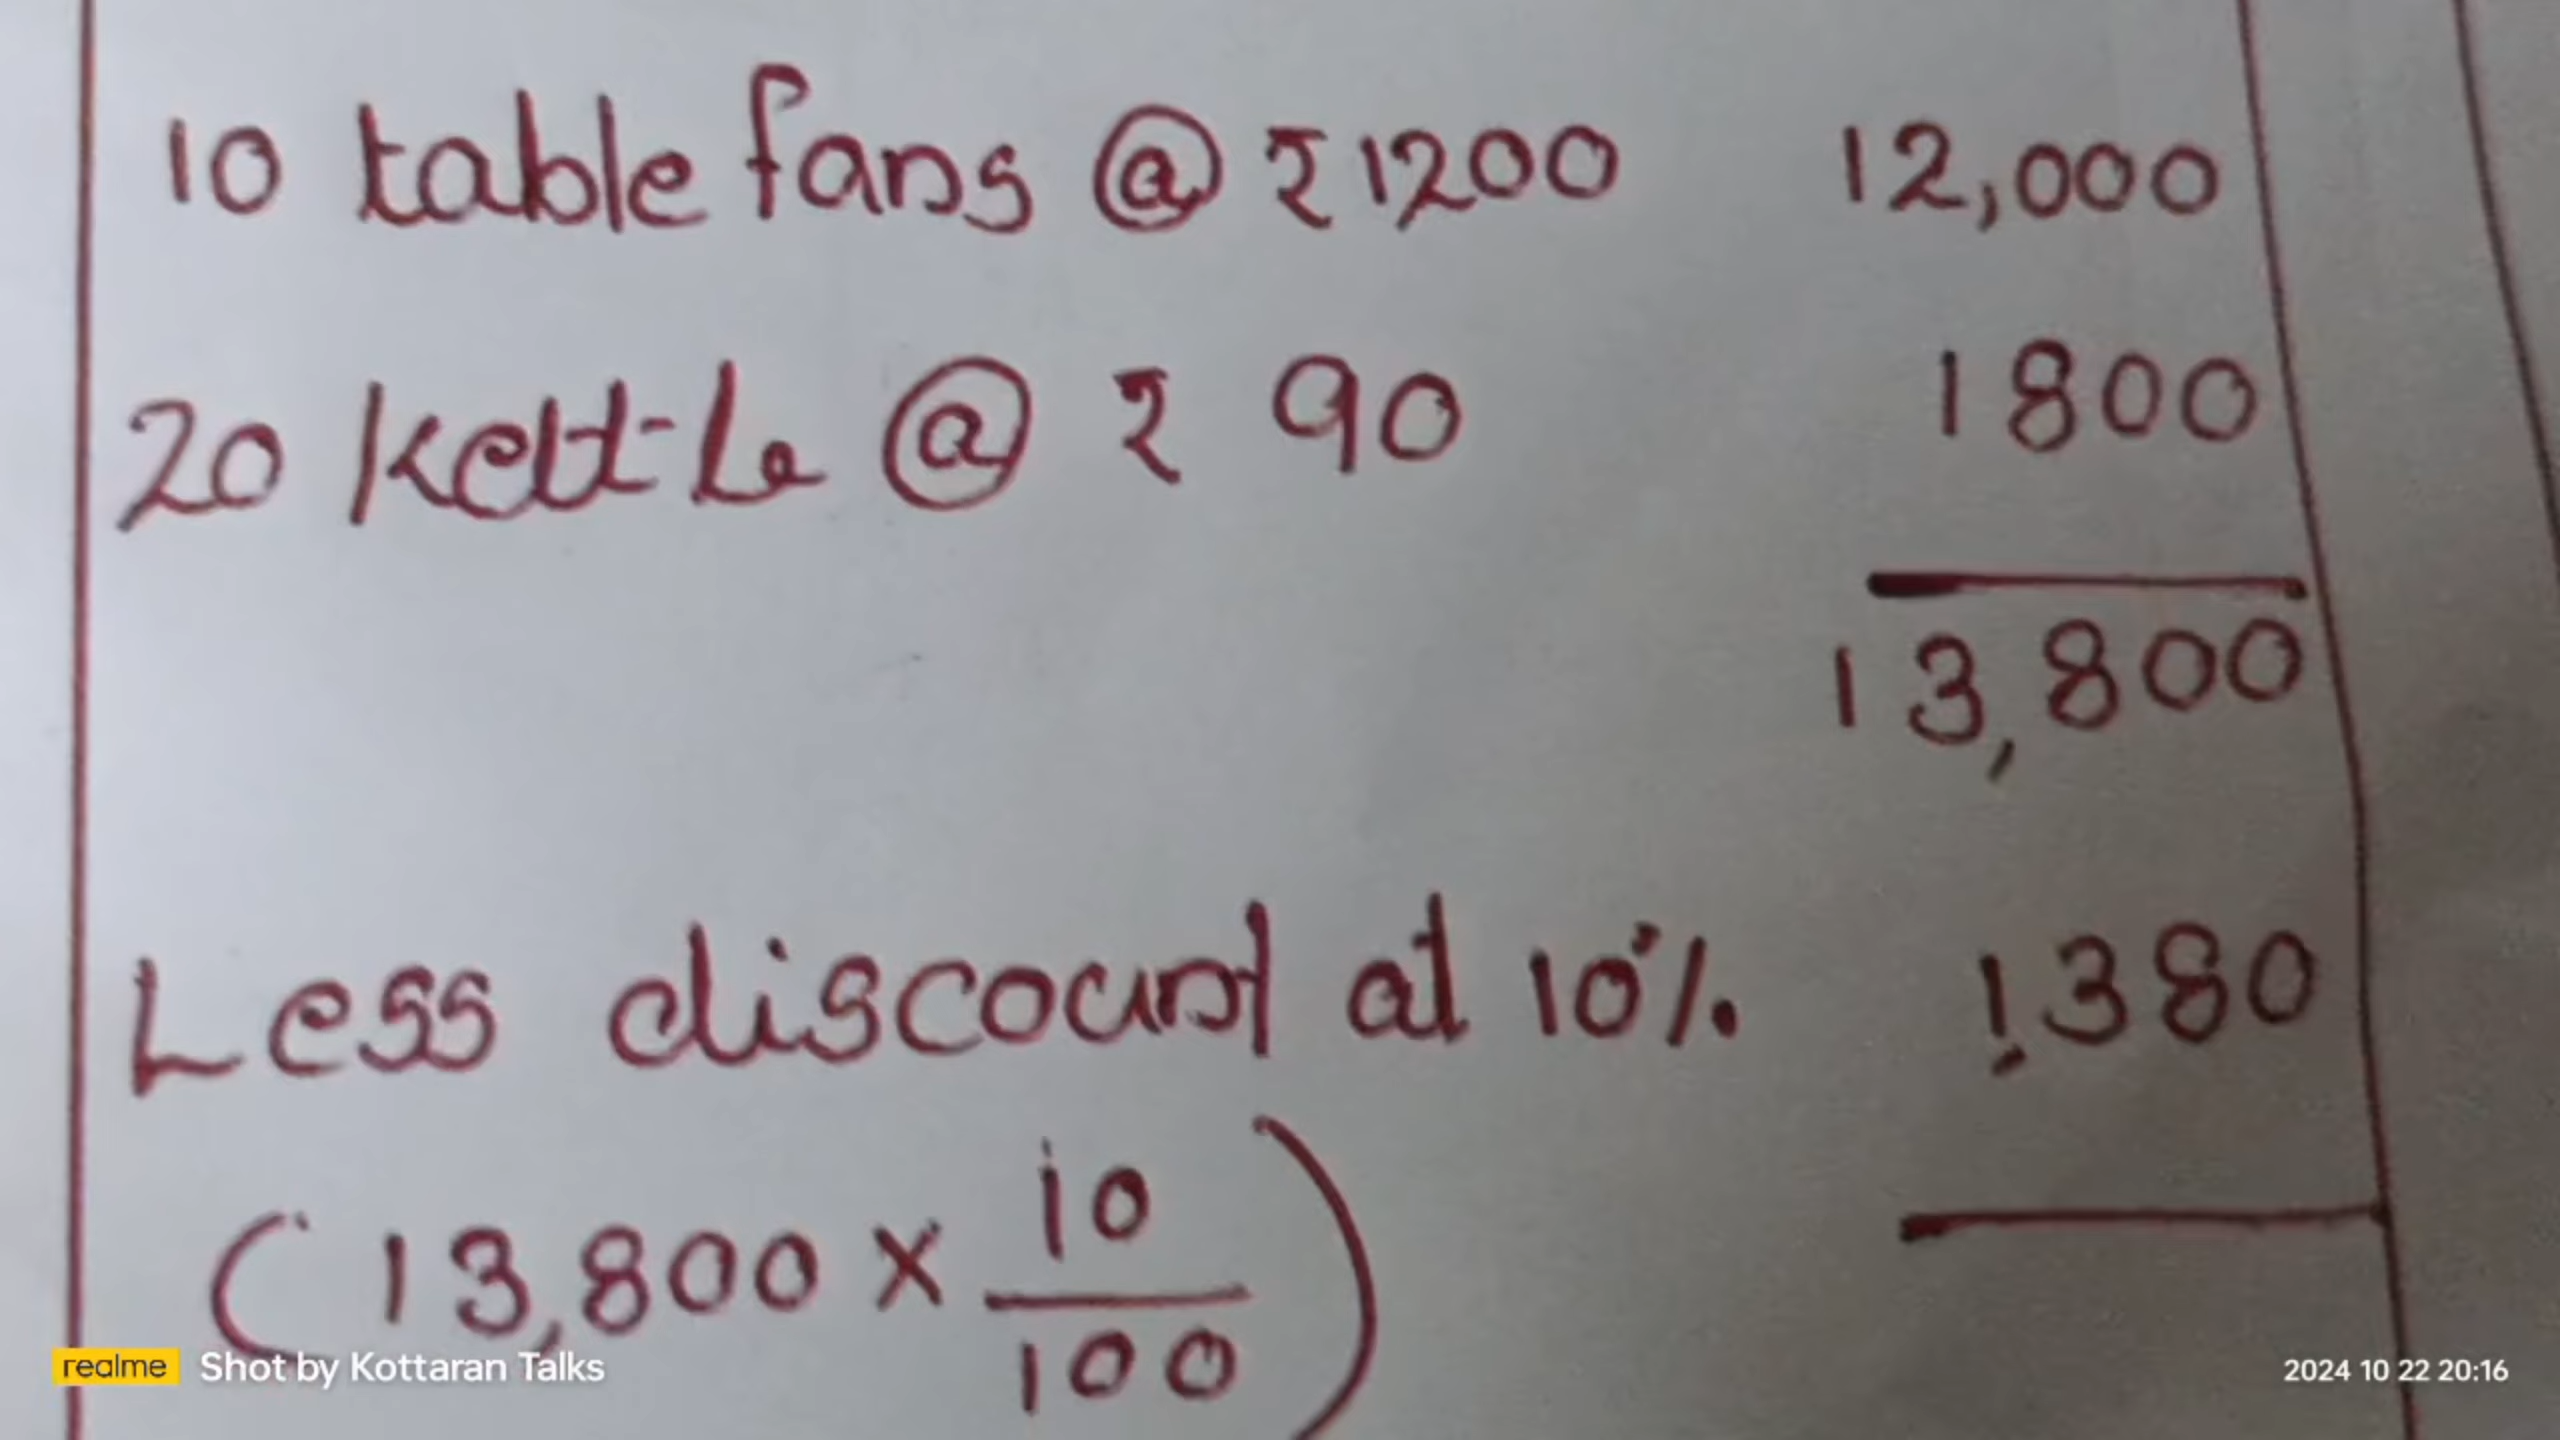 10 table fans @ ₹1200 12,000
20 kettle @ ₹ 90 1800
13,800
Less discount at 10% 1380
(13,800 × 10/100)
realme Shot by Kottaran Talks 2024 10 22 20:16